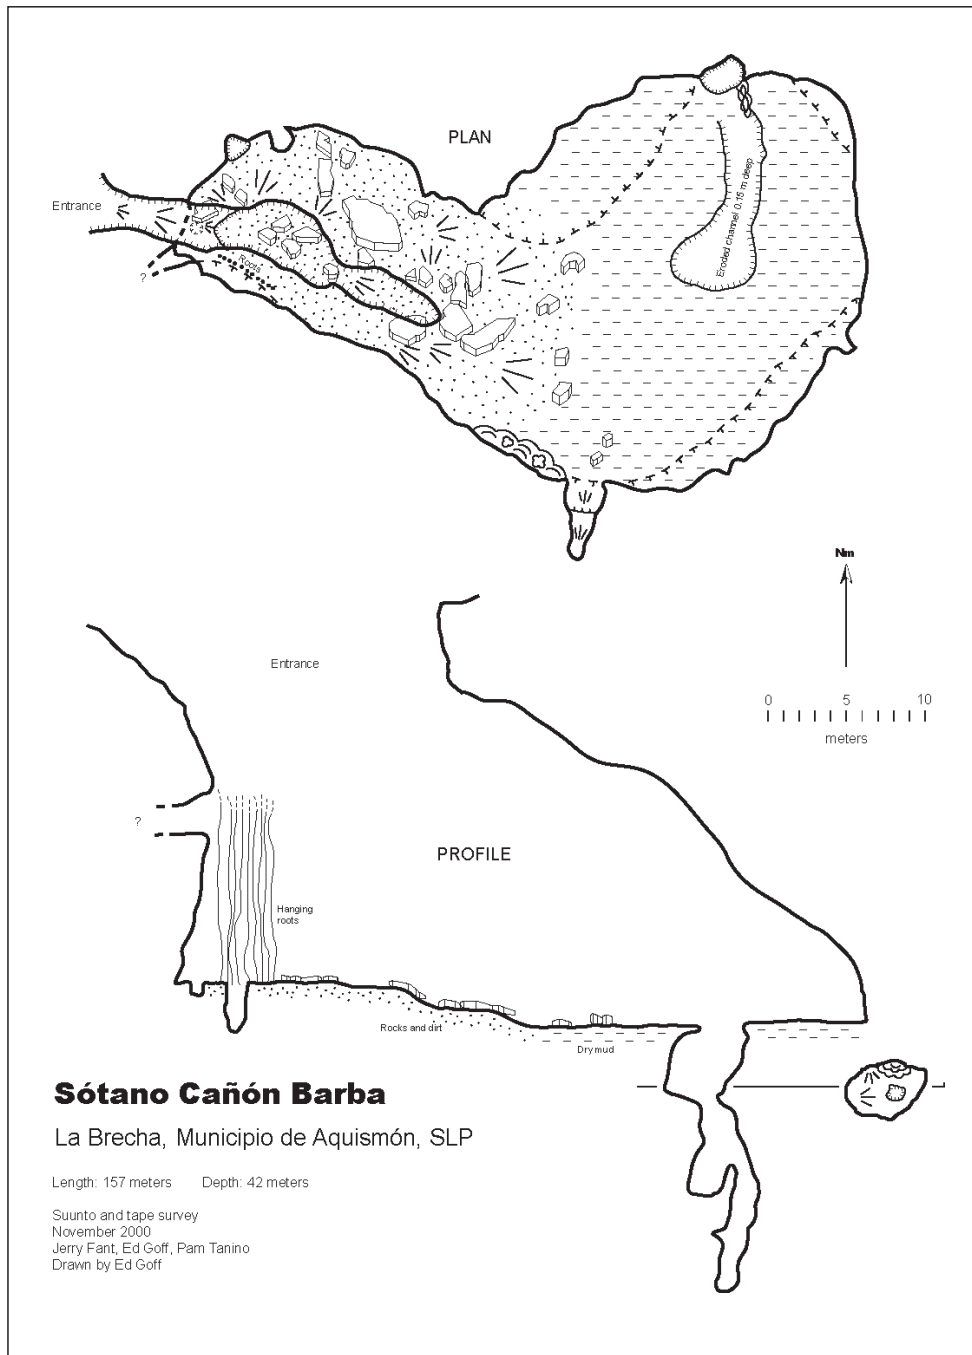 PLAN
Entrance
Roots
?
Eroded channel 0.15 m deep
Nm
0 5 10
meters
Entrance
?
PROFILE
Hanging
roots
Rocks and dirt
Dry mud
Sótano Cañón Barba
La Brecha, Municipio de Aquismón, SLP
Length: 157 meters Depth: 42 meters
Suunto and tape survey
November 2000
Jerry Fant, Ed Goff, Pam Tanino
Drawn by Ed Goff